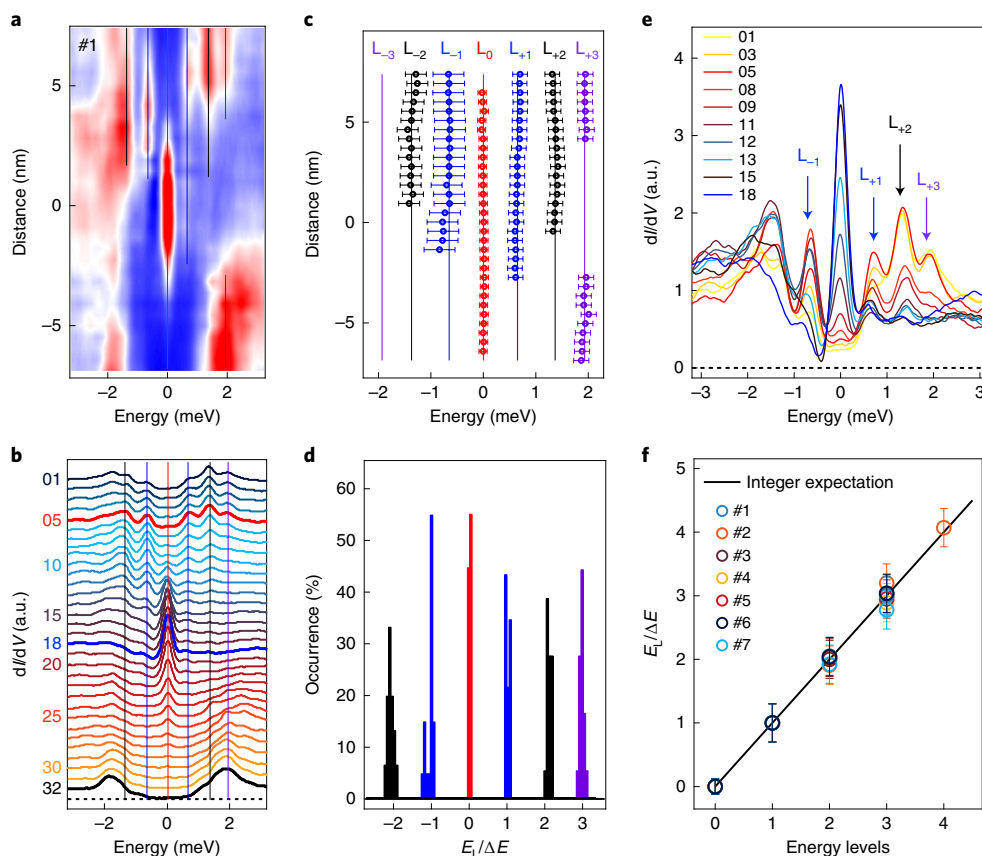 a
#1
5
0
−5
Distance (nm)
−2 0 2
Energy (meV)
b
01
05
10
15
18
20
25
30
32
dI/dV (a.u.)
−2 0 2
Energy (meV)
c
L−3 L−2 L−1 L0 L+1 L+2 L+3
5
0
−5
Distance (nm)
−2 −1 0 1 2
Energy (meV)
d
60
50
40
30
20
10
0
Occurrence (%)
−2 −1 0 1 2 3
EL/ΔE
e
01
03
05
08
09
11
12
13
15
18
L−1
L+1
L+2
L+3
5
4
3
2
1
0
dI/dV (a.u.)
−3 −2 −1 0 1 2 3
Energy (meV)
f
Integer expectation
#1
#2
#3
#4
#5
#6
#7
5
4
3
2
1
0
EL/ΔE
0 1 2 3 4
Energy levels